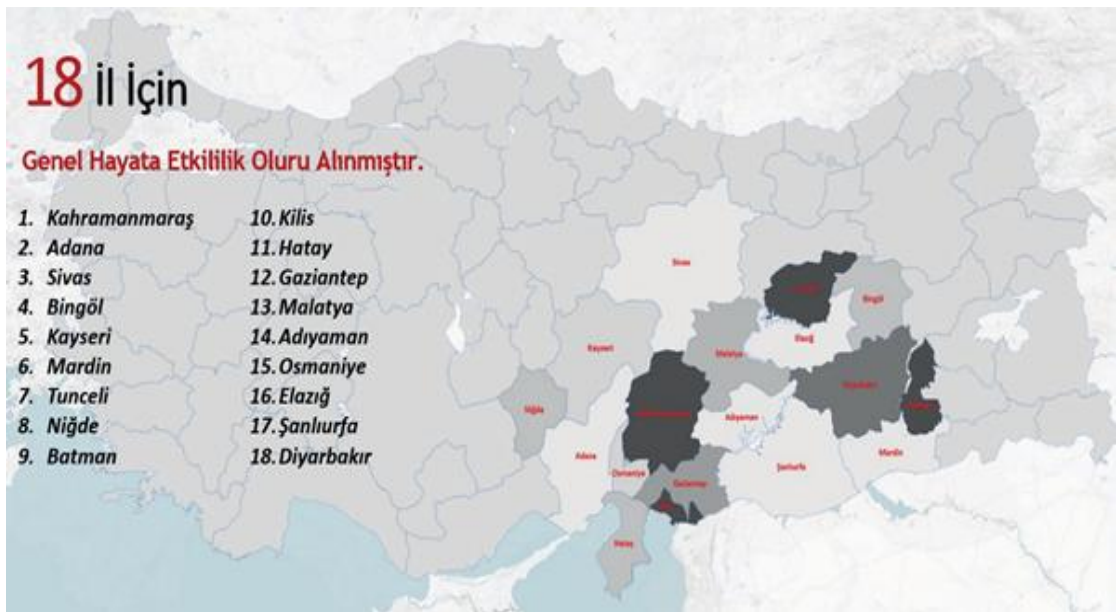 18 İl İçin
Genel Hayata Etkililik Oluru Alınmıştır.
1. Kahramanmaraş
2. Adana
3. Sivas
4. Bingöl
5. Kayseri
6. Mardin
7. Tunceli
8. Niğde
9. Batman
10. Kilis
11. Hatay
12. Gaziantep
13. Malatya
14. Adıyaman
15. Osmaniye
16. Elazığ
17. Şanlıurfa
18. Diyarbakır
Sivas
Bingöl
Elazığ
Kayseri
Malatya
Diyarbakır
Niğde
Adıyaman
Adana
Mardin
Osmaniye
Şanlıurfa
Gaziantep
Hatay